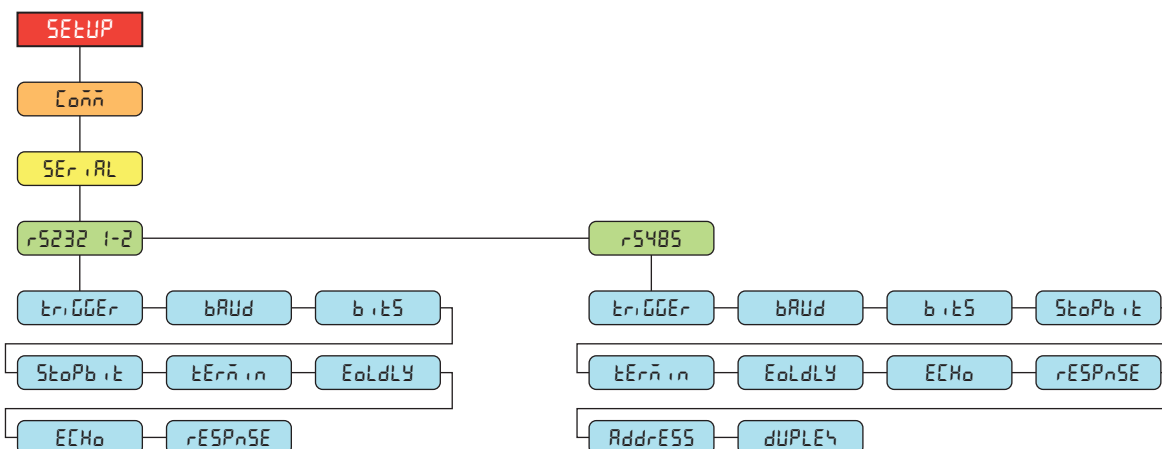 SEtUP
Comm
SEriAL
rS232 1-2 rS485
triGGEr bAUd bitS triGGEr bAUd bitS StoPbit
StoPbit tErmin EoLdLY tErmin EoLdLY ECHo rESPnSE
ECHo rESPnSE AddrESS dUPLEX